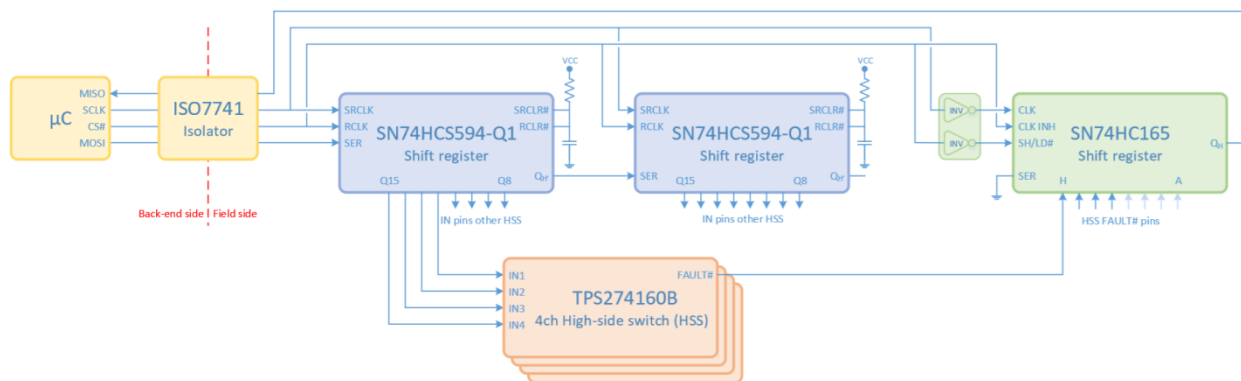 µC
MISO
SCLK
CS#
MOSI
ISO7741
Isolator
Back-end side | Field side
SRCLK
RCLK
SER
SN74HCS594-Q1
Shift register
SRCLR#
RCLR#
VCC
Q15
Q8
QH'
IN pins other HSS
SRCLK
RCLK
SER
SN74HCS594-Q1
Shift register
SRCLR#
RCLR#
VCC
Q15
Q8
QH'
IN pins other HSS
INV
INV
CLK
CLK INH
SH/LD#
SER
SN74HC165
Shift register
QH
H
A
HSS FAULT# pins
IN1
IN2
IN3
IN4
FAULT#
TPS274160B
4ch High-side switch (HSS)